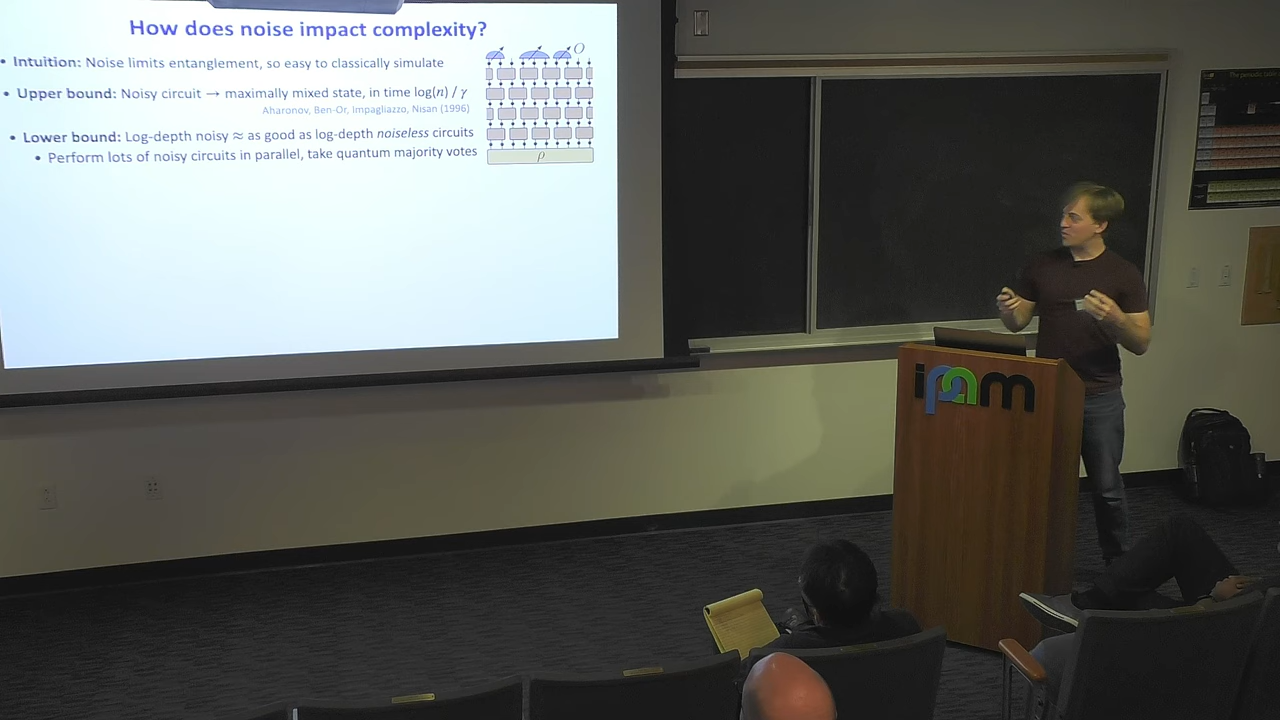 How does noise impact complexity?
• Intuition: Noise limits entanglement, so easy to classically simulate
• Upper bound: Noisy circuit → maximally mixed state, in time log(n) / γ
Aharonov, Ben-Or, Impagliazzo, Nisan (1996)
• Lower bound: Log-depth noisy ≈ as good as log-depth noiseless circuits
• Perform lots of noisy circuits in parallel, take quantum majority votes
O
ρ
ipam